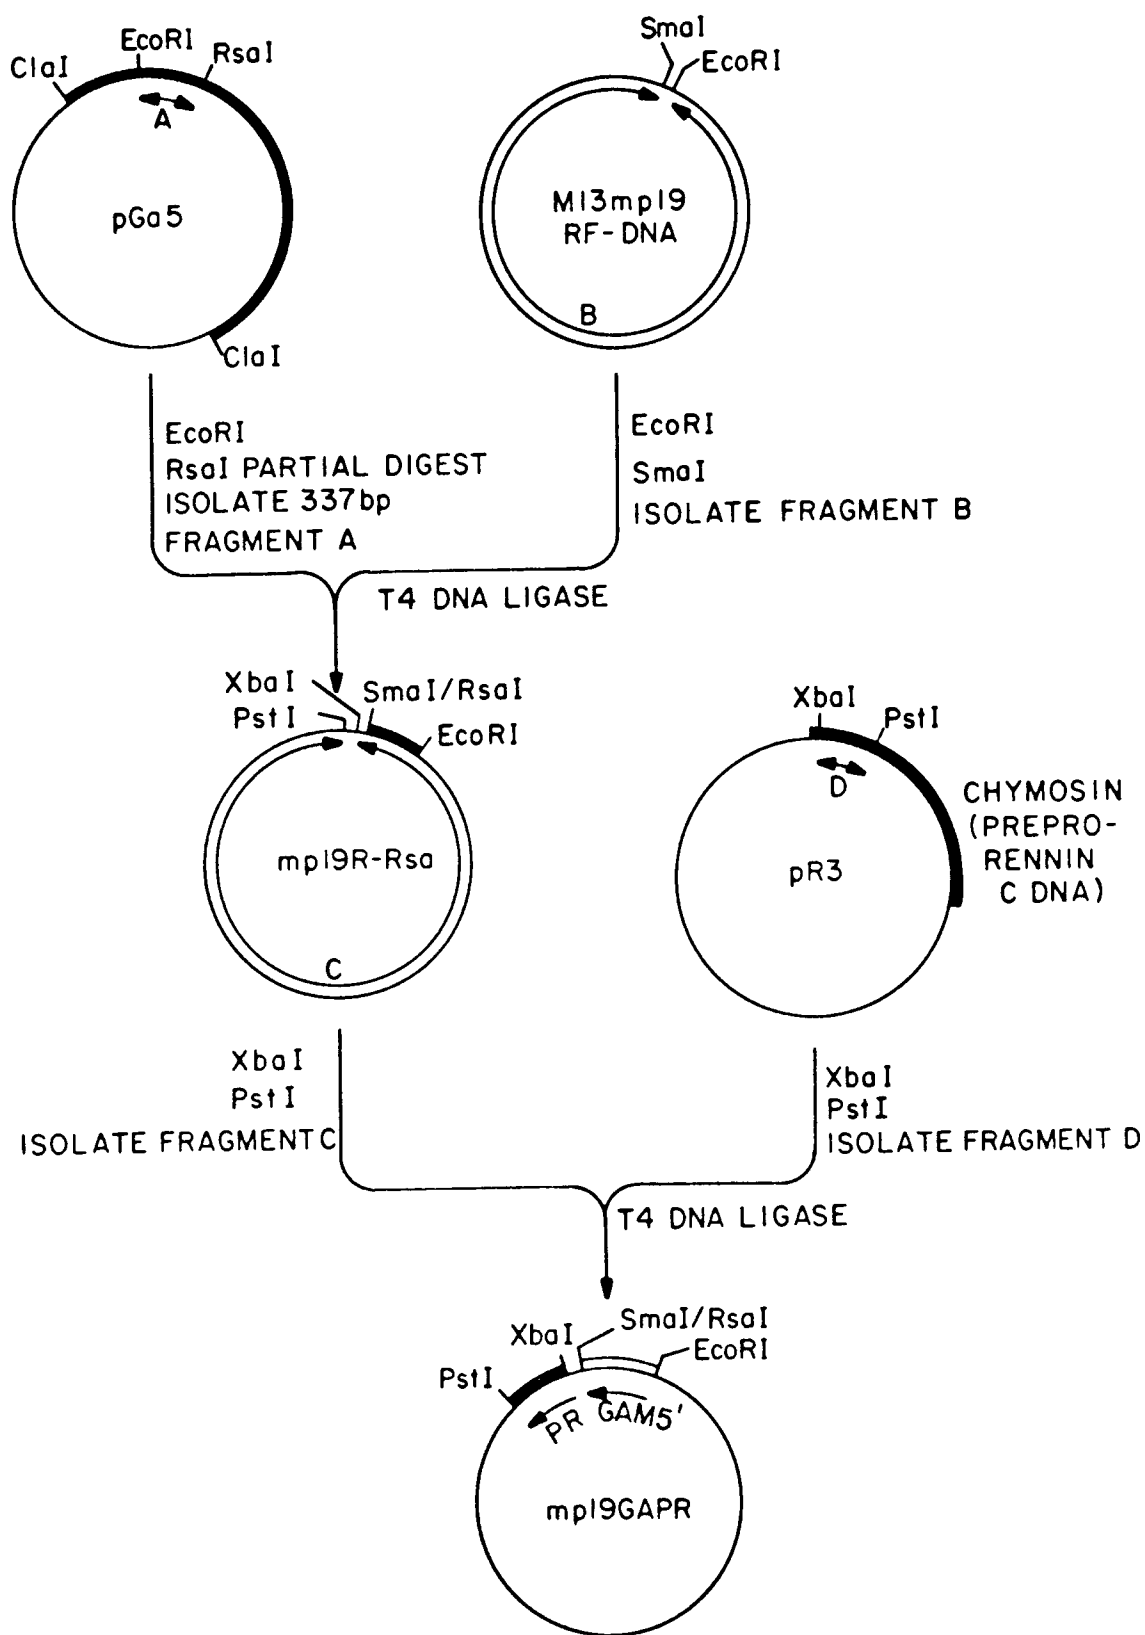 ClaI
EcoRI
RsaI
A
pGa5
ClaI
SmaI
EcoRI
M13mp19
RF-DNA
B
EcoRI
RsaI PARTIAL DIGEST
ISOLATE 337bp
FRAGMENT A
EcoRI
SmaI
ISOLATE FRAGMENT B
T4 DNA LIGASE
XbaI
SmaI/RsaI
PstI
EcoRI
mp19R-Rsa
C
XbaI
PstI
D
pR3
CHYMOSIN
(PREPRO-
RENNIN
C DNA)
XbaI
PstI
ISOLATE FRAGMENT C
XbaI
PstI
ISOLATE FRAGMENT D
T4 DNA LIGASE
SmaI/RsaI
XbaI
EcoRI
PstI
PR GAM5'
mp19GAPR